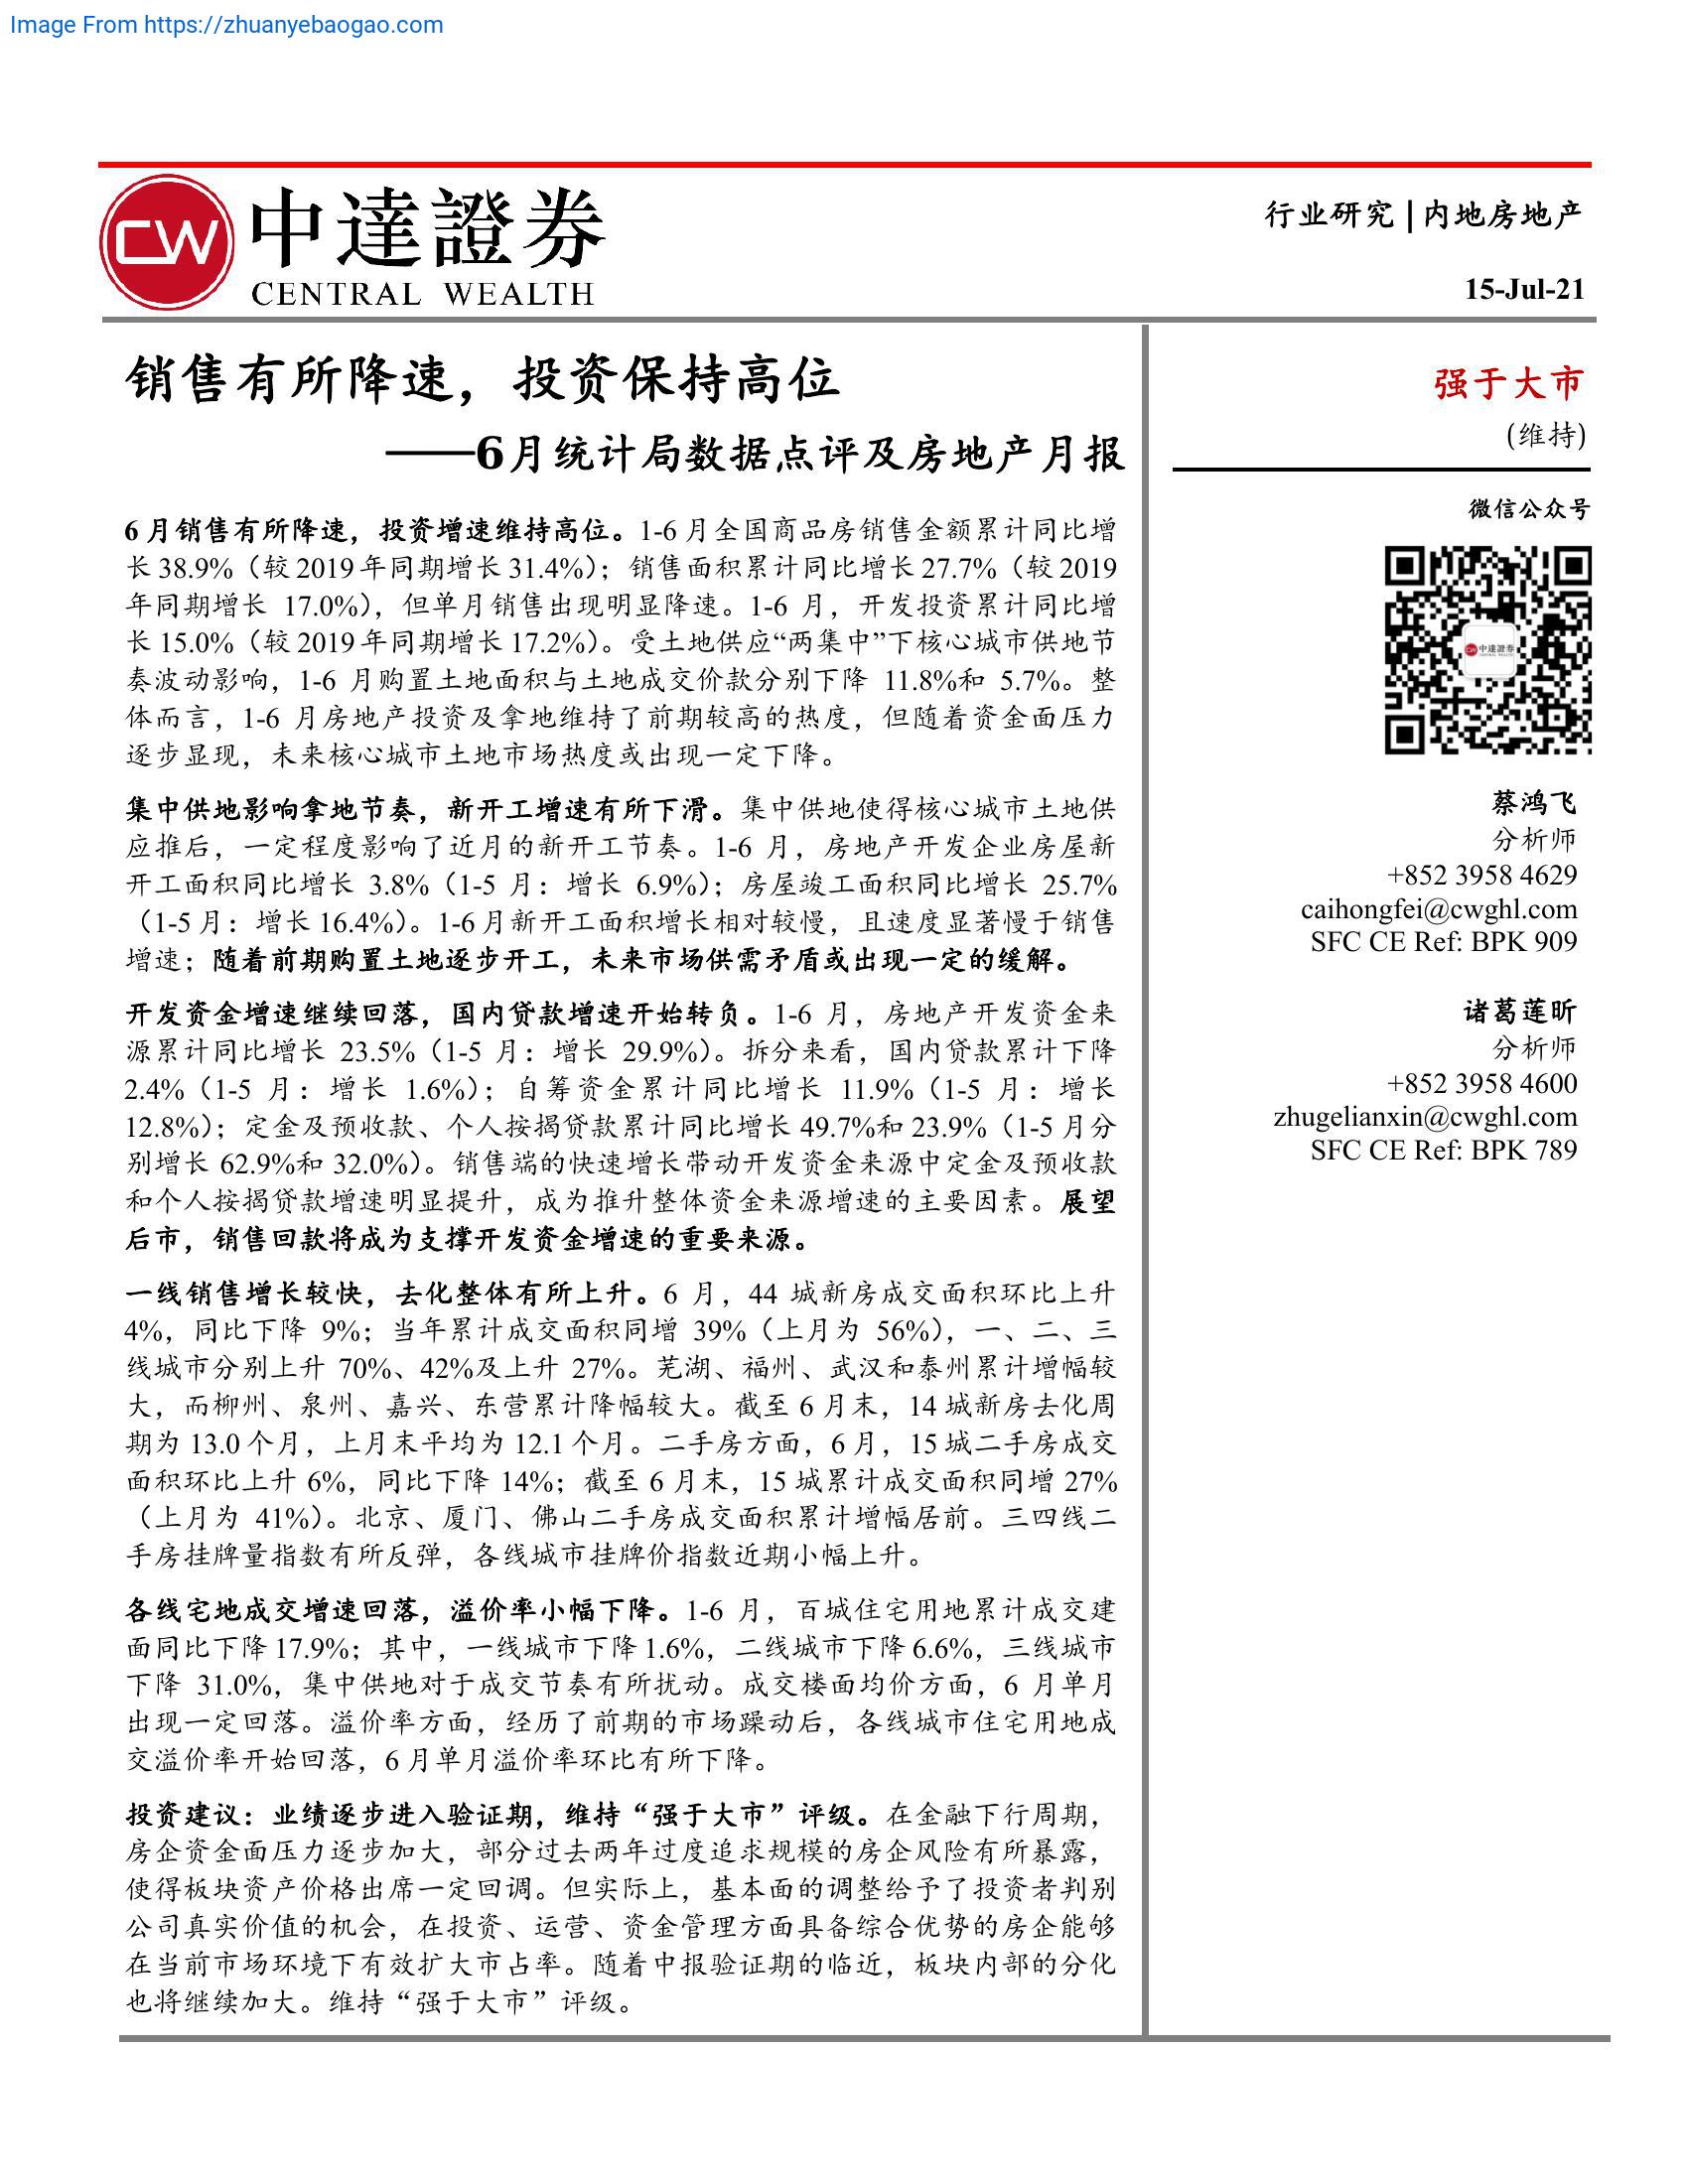 Image From https://zhuanyebaogao.com
CW
中達證券
CENTRAL WEALTH
行业研究|内地房地产
15-Jul-21
销售有所降速，投资保持高位
——6月统计局数据点评及房地产月报
6 月销售有所降速，投资增速维持高位。1-6 月全国商品房销售金额累计同比增
长 38.9%（较 2019 年同期增长 31.4%）；销售面积累计同比增长 27.7%（较 2019
年同期增长 17.0%），但单月销售出现明显降速。1-6 月，开发投资累计同比增
长 15.0%（较 2019 年同期增长 17.2%）。受土地供应“两集中”下核心城市供地节
奏波动影响，1-6 月购置土地面积与土地成交价款分别下降 11.8%和 5.7%。整
体而言，1-6 月房地产投资及拿地维持了前期较高的热度，但随着资金面压力
逐步显现，未来核心城市土地市场热度或出现一定下降。
集中供地影响拿地节奏，新开工增速有所下滑。集中供地使得核心城市土地供
应推后，一定程度影响了近月的新开工节奏。1-6 月，房地产开发企业房屋新
开工面积同比增长 3.8%（1-5 月：增长 6.9%）；房屋竣工面积同比增长 25.7%
（1-5 月：增长 16.4%）。1-6 月新开工面积增长相对较慢，且速度显著慢于销售
增速；随着前期购置土地逐步开工，未来市场供需矛盾或出现一定的缓解。
开发资金增速继续回落，国内贷款增速开始转负。1-6 月，房地产开发资金来
源累计同比增长 23.5%（1-5 月：增长 29.9%）。拆分来看，国内贷款累计下降
2.4%（1-5 月：增长 1.6%）；自筹资金累计同比增长 11.9%（1-5 月：增长
12.8%）；定金及预收款、个人按揭贷款累计同比增长 49.7%和 23.9%（1-5 月分
别增长 62.9%和 32.0%）。销售端的快速增长带动开发资金来源中定金及预收款
和个人按揭贷款增速明显提升，成为推升整体资金来源增速的主要因素。展望
后市，销售回款将成为支撑开发资金增速的重要来源。
一线销售增长较快，去化整体有所上升。6 月，44 城新房成交面积环比上升
4%，同比下降 9%；当年累计成交面积同增 39%（上月为 56%），一、二、三
线城市分别上升 70%、42%及上升 27%。芜湖、福州、武汉和泰州累计增幅较
大，而柳州、泉州、嘉兴、东营累计降幅较大。截至 6 月末，14 城新房去化周
期为 13.0 个月，上月末平均为 12.1 个月。二手房方面，6 月，15 城二手房成交
面积环比上升 6%，同比下降 14%；截至 6 月末，15 城累计成交面积同增 27%
（上月为 41%）。北京、厦门、佛山二手房成交面积累计增幅居前。三四线二
手房挂牌量指数有所反弹，各线城市挂牌价指数近期小幅上升。
各线宅地成交增速回落，溢价率小幅下降。1-6 月，百城住宅用地累计成交建
面同比下降 17.9%；其中，一线城市下降 1.6%，二线城市下降 6.6%，三线城市
下降 31.0%，集中供地对于成交节奏有所扰动。成交楼面均价方面，6 月单月
出现一定回落。溢价率方面，经历了前期的市场躁动后，各线城市住宅用地成
交溢价率开始回落，6 月单月溢价率环比有所下降。
投资建议：业绩逐步进入验证期，维持“强于大市”评级。在金融下行周期，
房企资金面压力逐步加大，部分过去两年过度追求规模的房企风险有所暴露，
使得板块资产价格出席一定回调。但实际上，基本面的调整给予了投资者判别
公司真实价值的机会，在投资、运营、资金管理方面具备综合优势的房企能够
在当前市场环境下有效扩大市占率。随着中报验证期的临近，板块内部的分化
也将继续加大。维持“强于大市”评级。
强于大市
(维持)
微信公众号
中達證券
蔡鸿飞
分析师
+852 3958 4629
caihongfei@cwghl.com
SFC CE Ref: BPK 909
诸葛莲昕
分析师
+852 3958 4600
zhugelianxin@cwghl.com
SFC CE Ref: BPK 789